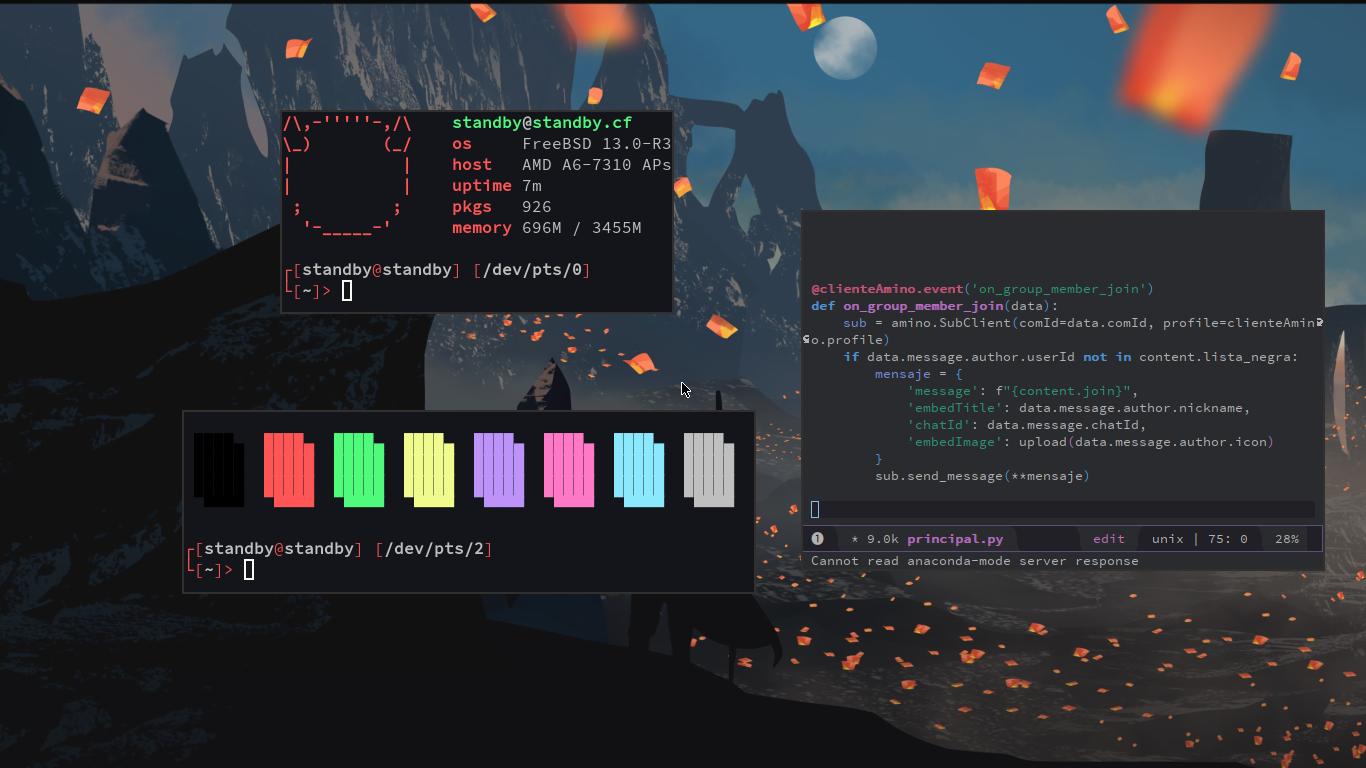 /\,-'''''-,/\ standby@standby.cf
\_) (_/ os FreeBSD 13.0-R3
| | host AMD A6-7310 APs
| | uptime 7m
; ; pkgs 926
'-_____-' memory 696M / 3455M
┌[standby@standby] [/dev/pts/0]
└[~]>
┌[standby@standby] [/dev/pts/2]
└[~]>
@clienteAmino.event('on_group_member_join')
def on_group_member_join(data):
    sub = amino.SubClient(comId=data.comId, profile=clienteAmin
o.profile)
    if data.message.author.userId not in content.lista_negra:
        mensaje = {
            'message': f"{content.join}",
            'embedTitle': data.message.author.nickname,
            'chatId': data.message.chatId,
            'embedImage': upload(data.message.author.icon)
        }
        sub.send_message(**mensaje)
❶ * 9.0k principal.py edit unix | 75: 0 28%
Cannot read anaconda-mode server response